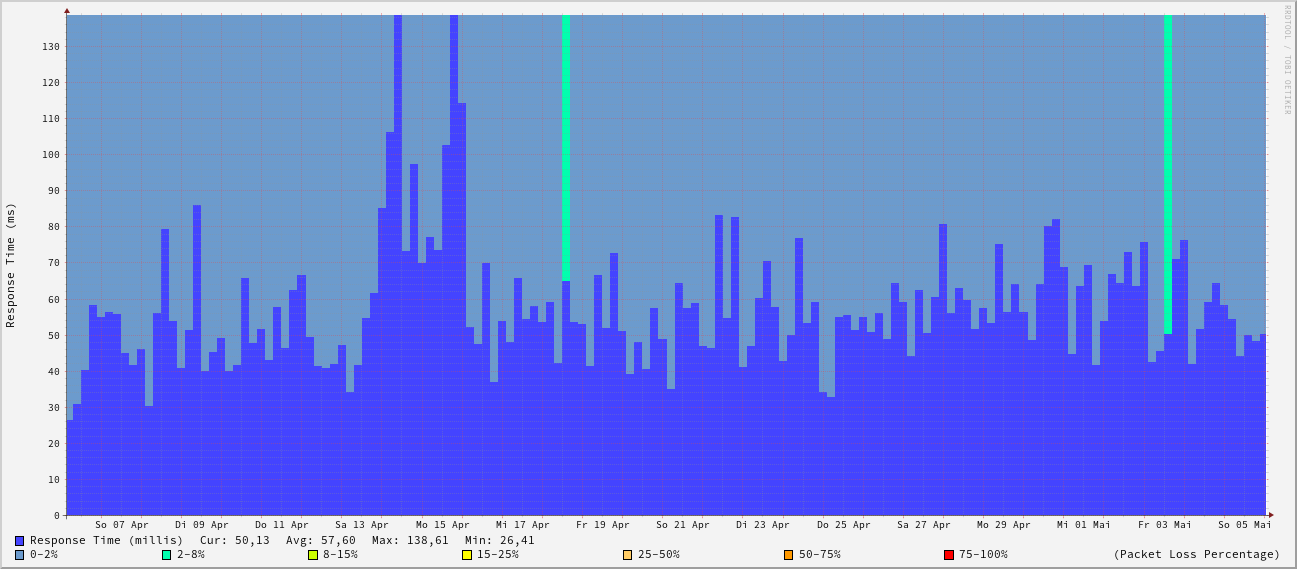 RRDTOOL / TOBI OETIKER
Response Time (ms)
130
120
110
100
90
80
70
60
50
40
30
20
10
0
So 07 Apr Di 09 Apr Do 11 Apr Sa 13 Apr Mo 15 Apr Mi 17 Apr Fr 19 Apr So 21 Apr Di 23 Apr Do 25 Apr Sa 27 Apr Mo 29 Apr Mi 01 Mai Fr 03 Mai So 05 Mai
Response Time (millis) Cur: 50,13 Avg: 57,60 Max: 138,61 Min: 26,41
0-2% 2-8% 8-15% 15-25% 25-50% 50-75% 75-100% (Packet Loss Percentage)